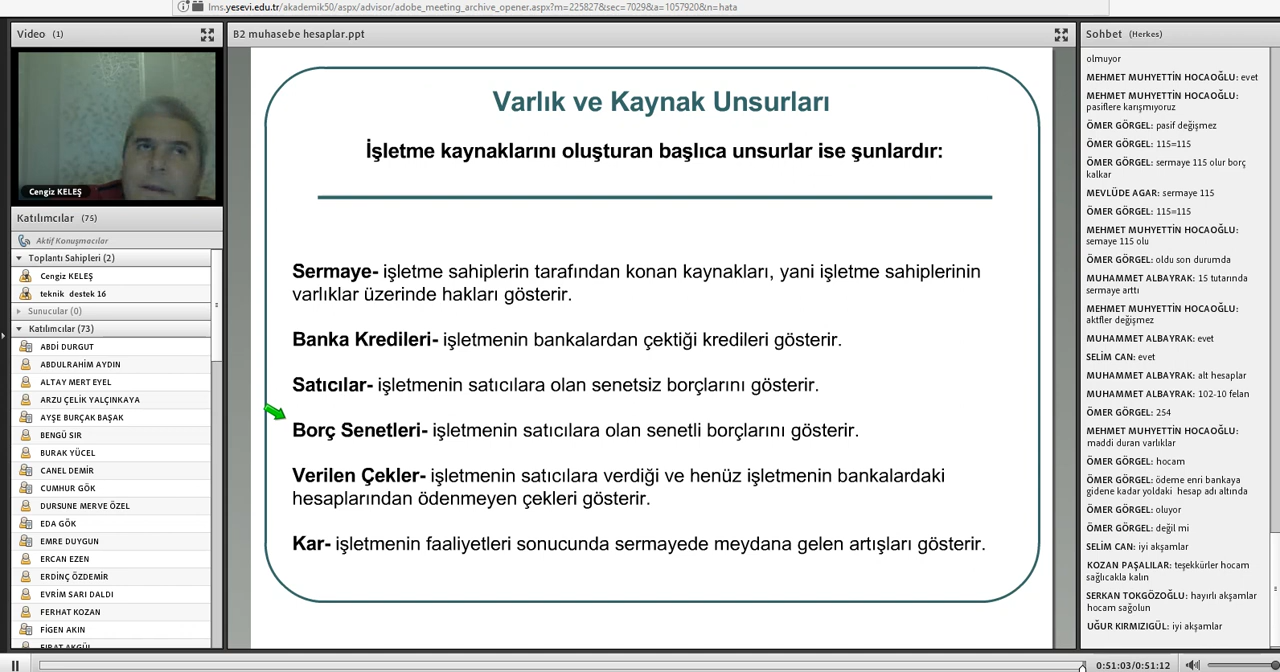 lms.yesevi.edu.tr/akademik50/aspx/advisor/adobe_meeting_archive_opener.aspx?m=225827&sec=7029&a=1057920&n=hata
Video (1)
Cengiz KELEŞ
Katılımcılar (75)
Aktif Konuşmacılar
Toplantı Sahipleri (2)
Cengiz KELEŞ
teknik destek 16
Sunucular (0)
Katılımcılar (73)
ABDİ DURGUT
ABDULRAHİM AYDIN
ALTAY MERT EYEL
ARZU ÇELİK YALÇINKAYA
AYŞE BURÇAK BAŞAK
BENGÜ SIR
BURAK YÜCEL
CANEL DEMİR
CUMHUR GÖK
DURSUNE MERVE ÖZEL
EDA GÖK
EMRE DUYGUN
ERCAN EZEN
ERDİNÇ ÖZDEMİR
EVRİM SARI DALDI
FERHAT KOZAN
FİGEN AKIN
FIRAT AKGÜL
B2 muhasebe hesaplar.ppt
Varlık ve Kaynak Unsurları
İşletme kaynaklarını oluşturan başlıca unsurlar ise şunlardır:
Sermaye- işletme sahiplerin tarafından konan kaynakları, yani işletme sahiplerinin
varlıklar üzerinde hakları gösterir.
Banka Kredileri- işletmenin bankalardan çektiği kredileri gösterir.
Satıcılar- işletmenin satıcılara olan senetsiz borçlarını gösterir.
Borç Senetleri- işletmenin satıcılara olan senetli borçlarını gösterir.
Verilen Çekler- işletmenin satıcılara verdiği ve henüz işletmenin bankalardaki
hesaplarından ödenmeyen çekleri gösterir.
Kar- işletmenin faaliyetleri sonucunda sermayede meydana gelen artışları gösterir.
Sohbet (Herkes)
olmuyor
MEHMET MUHYETTİN HOCAOĞLU: evet
MEHMET MUHYETTİN HOCAOĞLU:
pasiflere karışmıyoruz
ÖMER GÖRGEL: pasif değişmez
ÖMER GÖRGEL: 115=115
ÖMER GÖRGEL: sermaye 115 olur borç
kalkar
MEVLÜDE AGAR: sermaye 115
ÖMER GÖRGEL: 115=115
MEHMET MUHYETTİN HOCAOĞLU:
semaye 115 olu
ÖMER GÖRGEL: oldu son durumda
MUHAMMET ALBAYRAK: 15 tutarında
sermaye arttı
MEHMET MUHYETTİN HOCAOĞLU:
aktfler değişmez
MUHAMMET ALBAYRAK: evet
SELİM CAN: evet
MUHAMMET ALBAYRAK: alt hesaplar
MUHAMMET ALBAYRAK: 102-10 felan
ÖMER GÖRGEL: 254
MEHMET MUHYETTİN HOCAOĞLU:
maddi duran varlıklar
ÖMER GÖRGEL: hocam
ÖMER GÖRGEL: ödeme enri bankaya
gidene kadar yoldaki hesap adı altında
ÖMER GÖRGEL: oluyor
ÖMER GÖRGEL: değil mi
SELİM CAN: iyi akşamlar
KOZAN PAŞALILAR: teşekkürler hocam
sağlıcakla kalın
SERKAN TOKGÖZOĞLU: hayırlı akşamlar
hocam sağolun
UĞUR KIRMIZIGÜL: iyi akşamlar
0:51:03/0:51:12